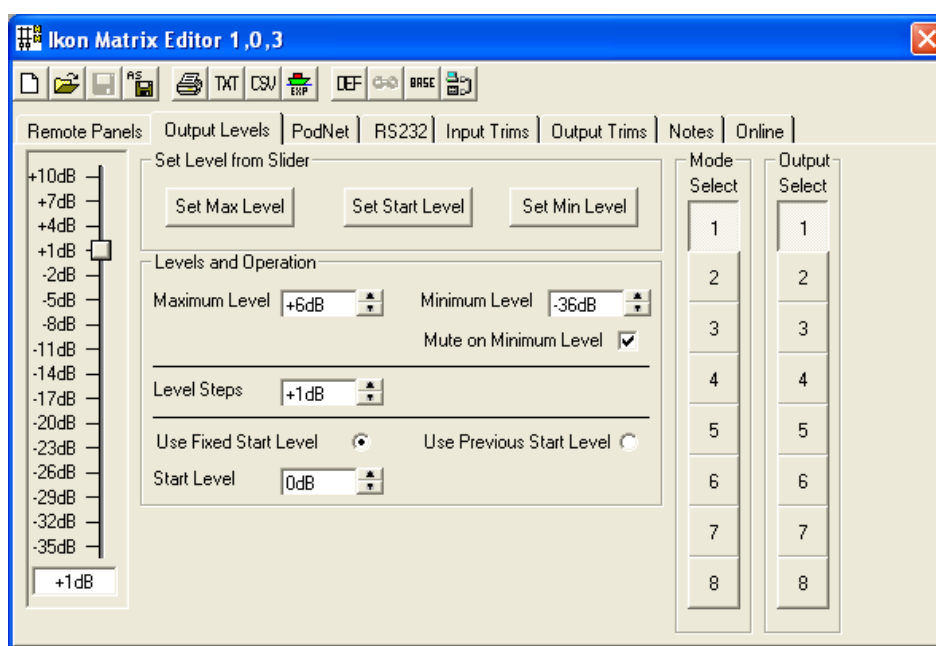 Ikon Matrix Editor 1,0,3
AS
TXT CSV EXP DEF BASE
Remote Panels Output Levels PodNet RS232 Input Trims Output Trims Notes Online
+10dB
+7dB
+4dB
+1dB
-2dB
-5dB
-8dB
-11dB
-14dB
-17dB
-20dB
-23dB
-26dB
-29dB
-32dB
-35dB
+1dB
Set Level from Slider
Set Max Level Set Start Level Set Min Level
Levels and Operation
Maximum Level +6dB Minimum Level -36dB
Mute on Minimum Level
Level Steps +1dB
Use Fixed Start Level Use Previous Start Level
Start Level 0dB
Mode
Select
1
2
3
4
5
6
7
8
Output
Select
1
2
3
4
5
6
7
8